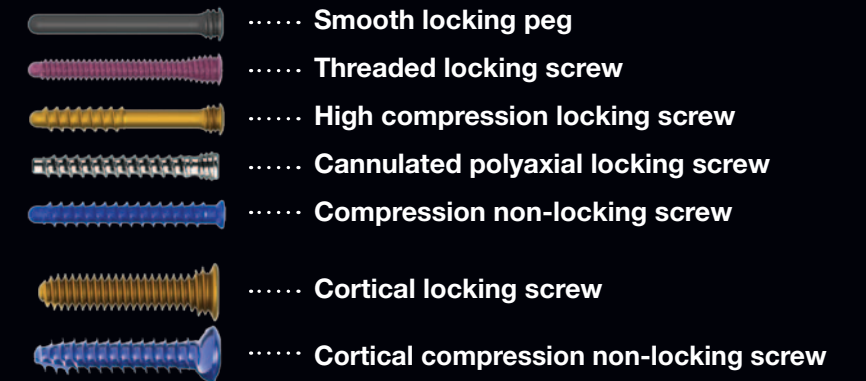 ...... Smooth locking peg
...... Threaded locking screw
...... High compression locking screw
...... Cannulated polyaxial locking screw
...... Compression non-locking screw
...... Cortical locking screw
...... Cortical compression non-locking screw